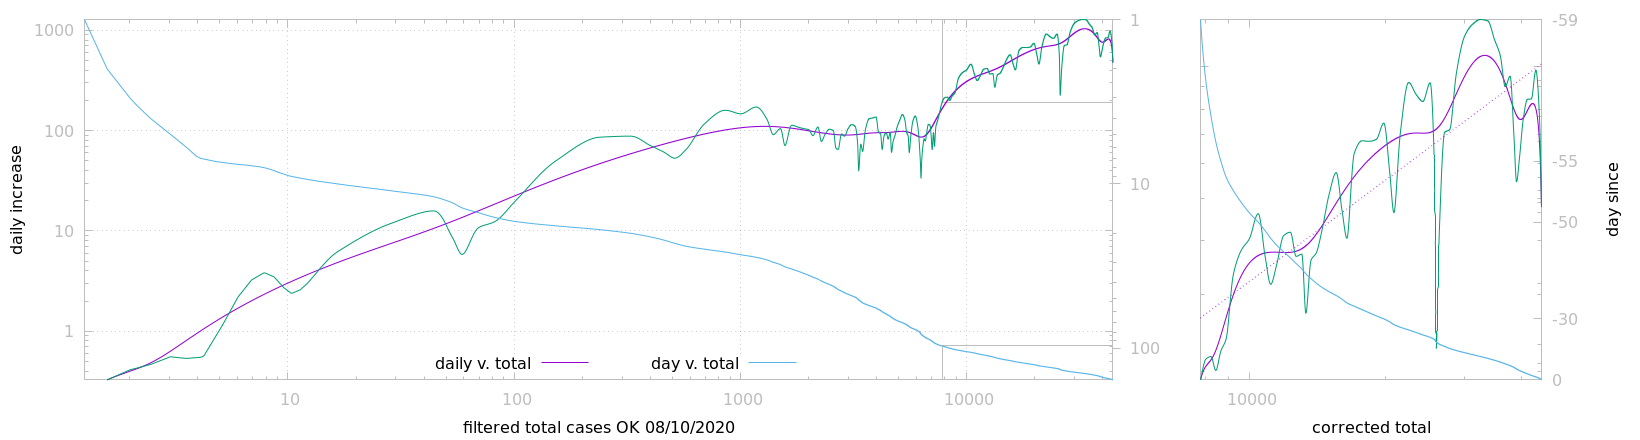 1000
100
10
1
daily increase
10
100
1000
10000
filtered total cases OK 08/10/2020
daily v. total
day v. total
1
10
100
10000
corrected total
-59
-55
-50
-30
0
day since